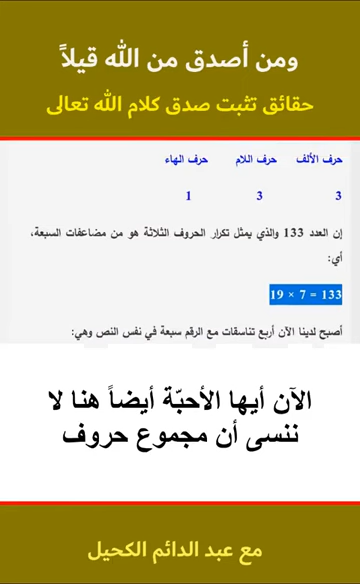 ومن أصدق من الله قيلاً
حقائق تثبت صدق كلام الله تعالى
حرف الألف حرف اللام حرف الهاء
3 3 1
إن العدد 133 والذي يمثل تكرار الحروف الثلاثة هو من مضاعفات السبعة،
أي:
133 = 7 × 19
أصبح لدينا الآن أربع تناسقات مع الرقم سبعة في نفس النص وهي:
الآن أيها الأحبّة أيضاً هنا لا
ننسى أن مجموع حروف
مع عبد الدائم الكحيل